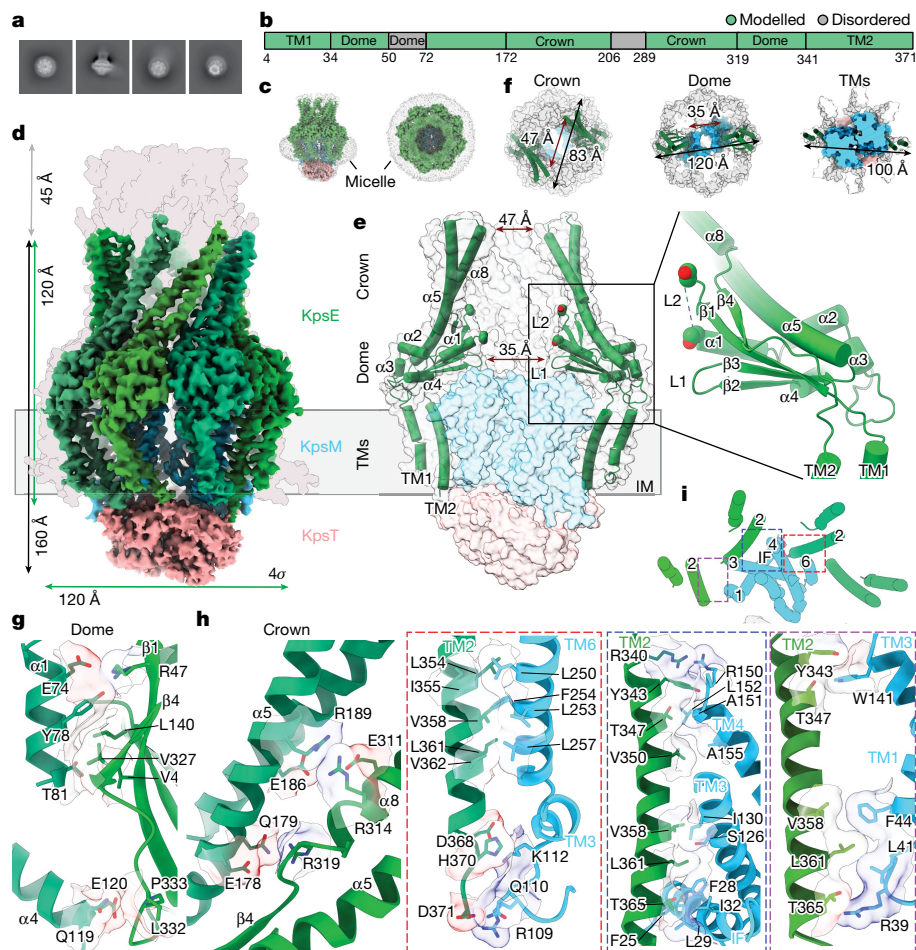 a
b
Modelled Disordered
TM1 Dome Dome Crown Crown Dome TM2
4 34 50 72 172 206 289 319 341 371
c
Micelle
f
Crown Dome TMs
47 Å
83 Å
35 Å
120 Å
100 Å
d
45 Å
120 Å
160 Å
KpsE
KpsM
KpsT
120 Å
4σ
e
47 Å
Crown
α8
α5
L2
α2
α1
Dome
35 Å
α3
α4
L1
TMs
TM1
TM2
IM
α8
L2
β4
β1
α5
α2
α1
α3
β3
L1
β2
α4
TM2 TM1
i
2
2
4
IF
2
3
6
1
g
Dome
β1
α1
R47
E74
β4
Y78
L140
V327
T81
V4
E120
P333
α4
Q119
L332
h
Crown
α5
R189
E311
E186
α8
Q179
R314
R319
E178
α5
β4
TM2
TM6
L354
L250
I355
F254
L253
V358
L361
L257
V362
D368
TM3
H370
K112
Q110
D371
R109
TM2
R340
R150
Y343
L152
A151
T347
TM4
A155
V350
TM3
V358
I130
S126
L361
F28
T365
I32
F25
L29
IF
TM2
TM3
Y343
W141
T347
TM1
V358
F44
L41
L361
T365
R39